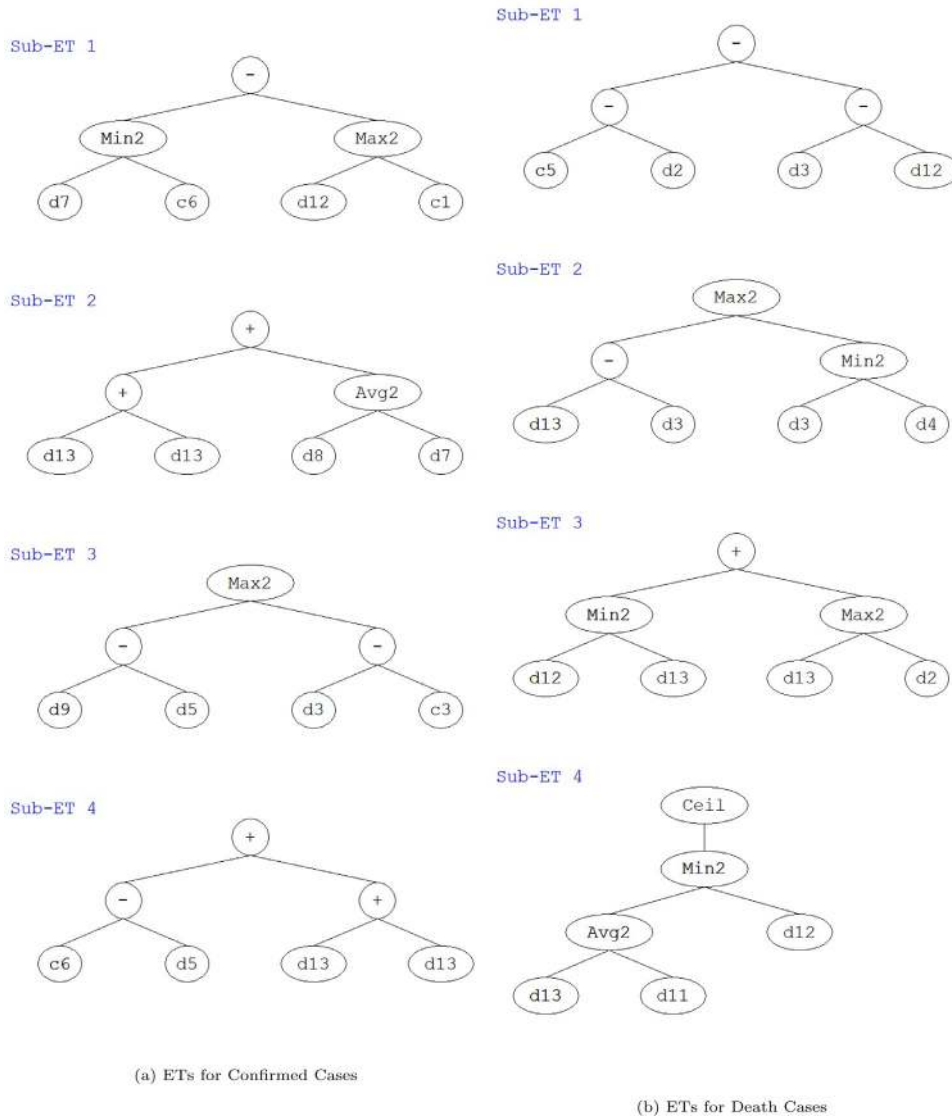 Sub-ET 1
-
Min2 Max2
d7 c6 d12 c1
Sub-ET 2
+
+ Avg2
d13 d13 d8 d7
Sub-ET 3
Max2
- -
d9 d5 d3 c3
Sub-ET 4
+
- +
c6 d5 d13 d13
(a) ETs for Confirmed Cases
Sub-ET 1
-
- -
c5 d2 d3 d12
Sub-ET 2
Max2
- Min2
d13 d3 d3 d4
Sub-ET 3
+
Min2 Max2
d12 d13 d13 d2
Sub-ET 4
Ceil
Min2
Avg2 d12
d13 d11
(b) ETs for Death Cases